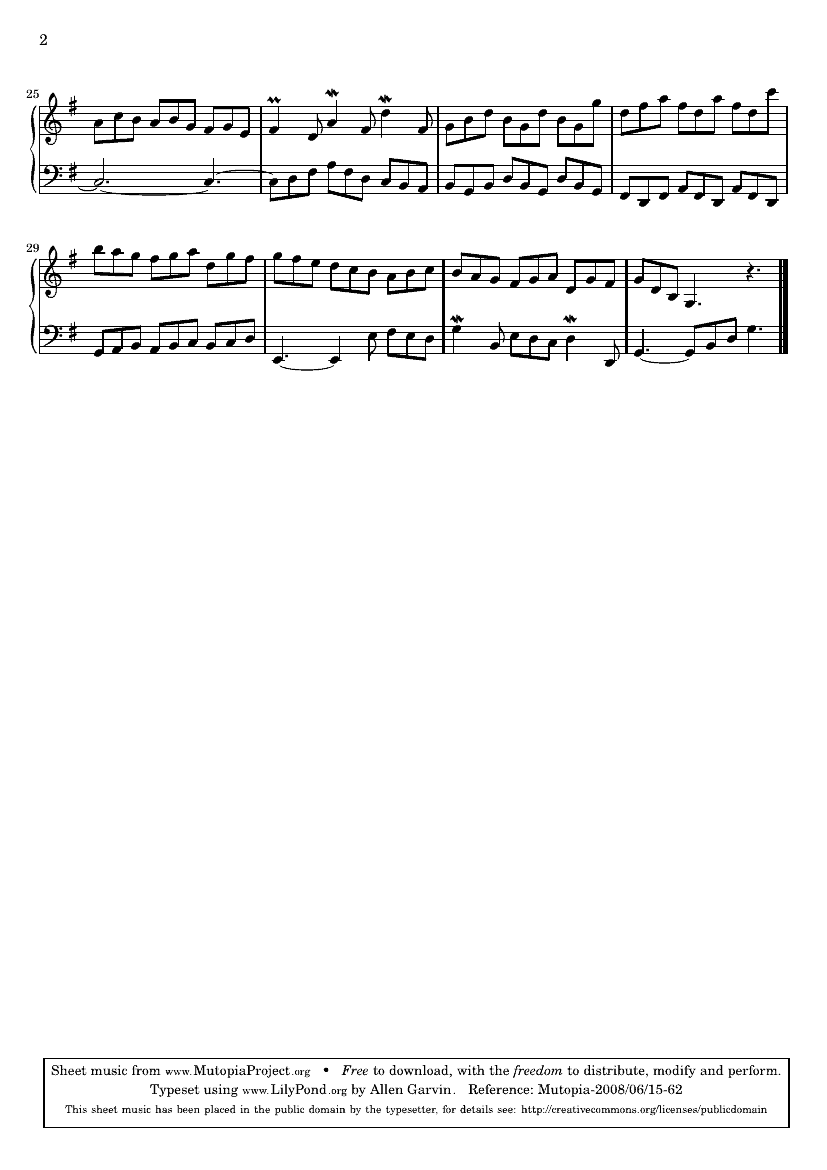 2
25
29
Sheet music from www.MutopiaProject.org • Free to download, with the freedom to distribute, modify and perform.
Typeset using www.LilyPond.org by Allen Garvin. Reference: Mutopia-2008/06/15-62
This sheet music has been placed in the public domain by the typesetter, for details see: http://creativecommons.org/licenses/publicdomain